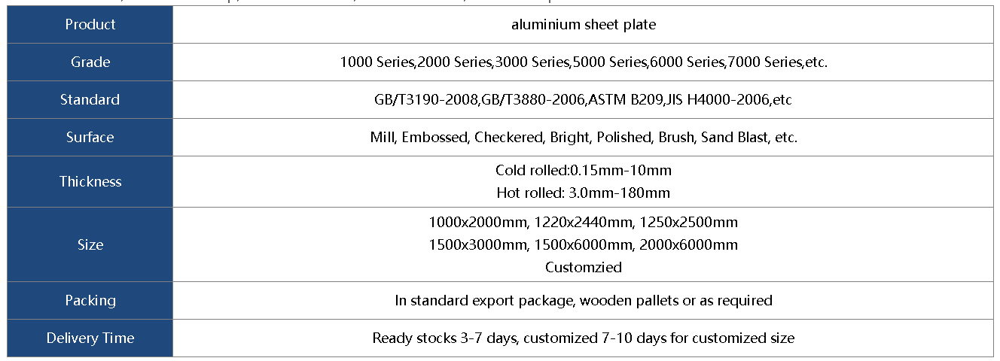 Product
aluminium sheet plate
Grade
1000 Series,2000 Series,3000 Series,5000 Series,6000 Series,7000 Series,etc.
Standard
GB/T3190-2008,GB/T3880-2006,ASTM B209,JIS H4000-2006,etc
Surface
Mill, Embossed, Checkered, Bright, Polished, Brush, Sand Blast, etc.
Thickness
Cold rolled:0.15mm-10mm
Hot rolled: 3.0mm-180mm
Size
1000x2000mm, 1220x2440mm, 1250x2500mm
1500x3000mm, 1500x6000mm, 2000x6000mm
Customzied
Packing
In standard export package, wooden pallets or as required
Delivery Time
Ready stocks 3-7 days, customized 7-10 days for customized size